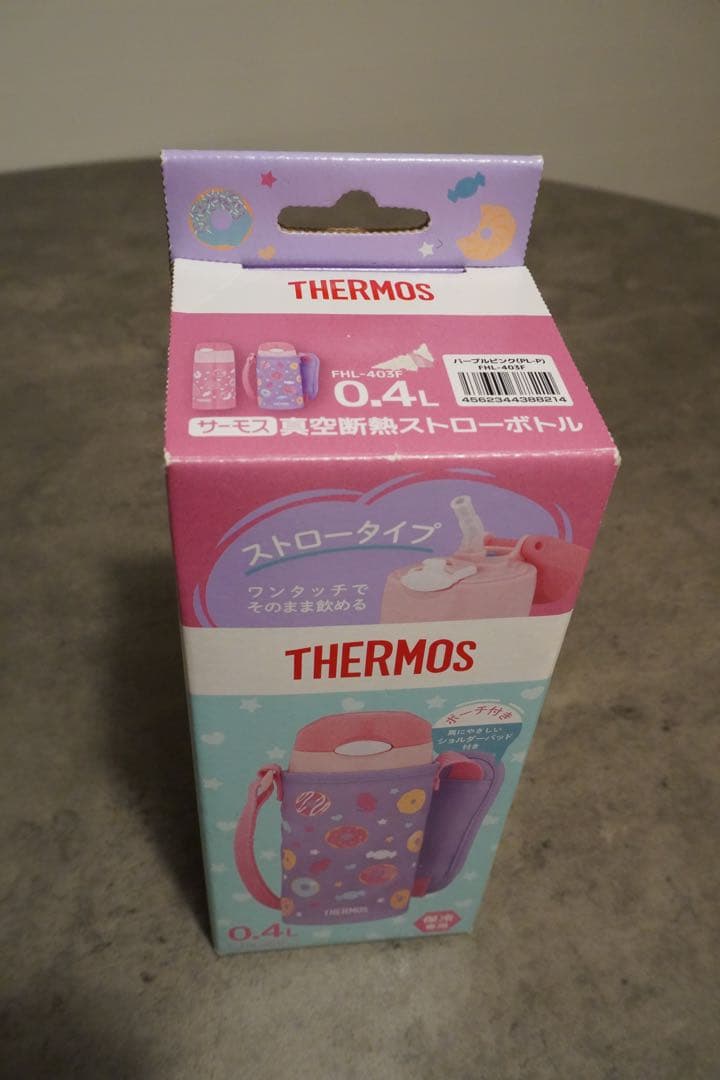 THERMOS
FHL-403F
0.4L
パープルピンク(PL-P)
FHL-403F
4562344388214
サーモス 真空断熱ストローボトル
ストロータイプ
ワンタッチで
そのまま飲める
THERMOS
ポーチ付き
肩にやさしい
ショルダーパッド
付き
THERMOS
0.4L
保冷
専用